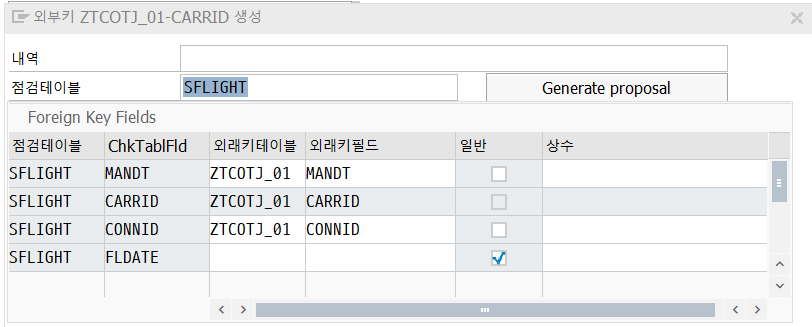 외부키 ZTCOTJ_01-CARRID 생성
내역
점검테이블 SFLIGHT Generate proposal
Foreign Key Fields
점검테이블 ChkTablFld 외래키테이블 외래키필드 일반 상수
SFLIGHT MANDT ZTCOTJ_01 MANDT
SFLIGHT CARRID ZTCOTJ_01 CARRID
SFLIGHT CONNID ZTCOTJ_01 CONNID
SFLIGHT FLDATE